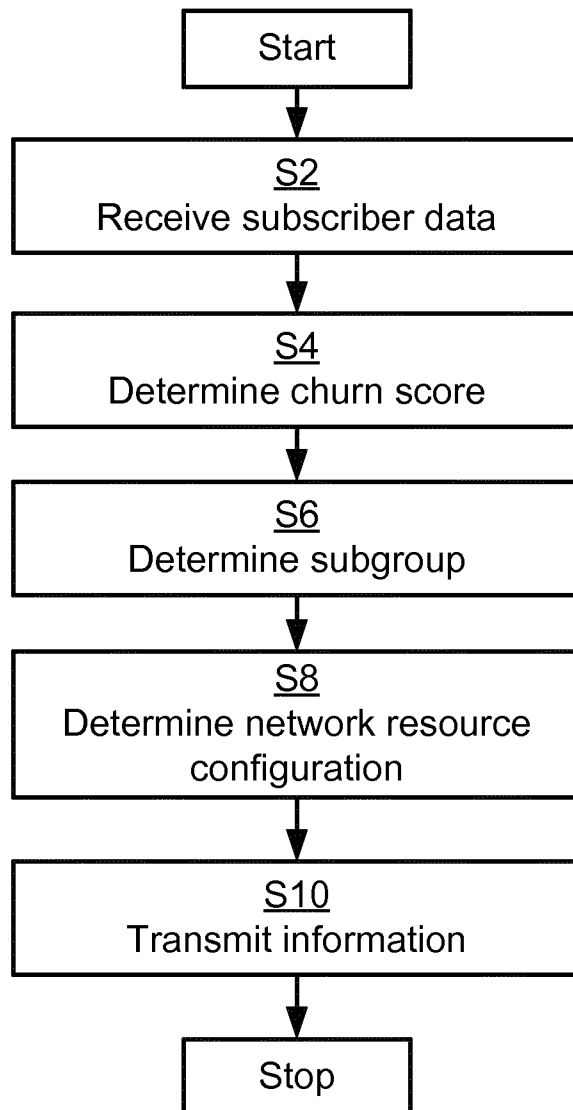 Start
S2
Receive subscriber data
S4
Determine churn score
S6
Determine subgroup
S8
Determine network resource
configuration
S10
Transmit information
Stop